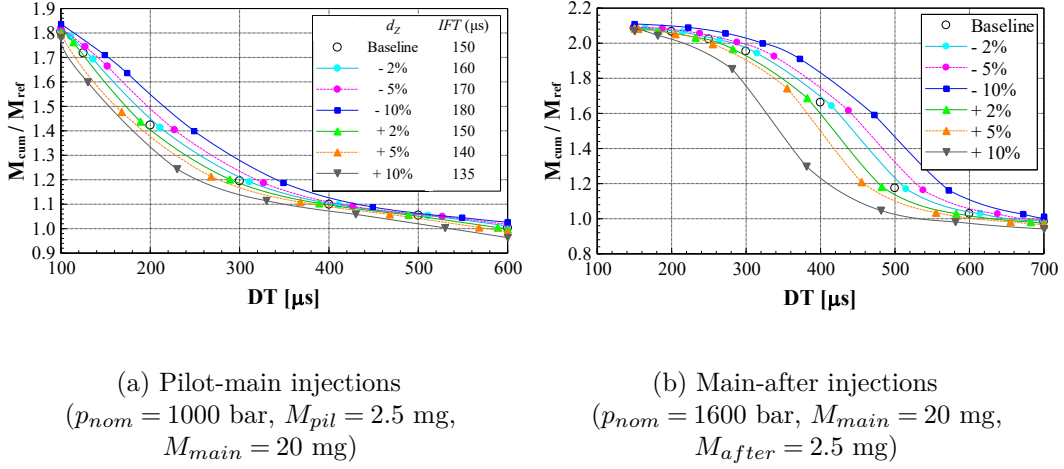 M_cum / M_ref
1.9
1.8
1.7
1.6
1.5
1.4
1.3
1.2
1.1
1.0
0.9
100 200 300 400 500 600
DT [μs]
d_Z IFT (μs)
Baseline 150
- 2% 160
- 5% 170
- 10% 180
+ 2% 150
+ 5% 140
+ 10% 135
M_cum / M_ref
2.2
2.0
1.8
1.6
1.4
1.2
1.0
0.8
100 200 300 400 500 600 700
DT [μs]
Baseline
- 2%
- 5%
- 10%
+ 2%
+ 5%
+ 10%
(a) Pilot-main injections
(p_nom = 1000 bar, M_pil = 2.5 mg,
M_main = 20 mg)
(b) Main-after injections
(p_nom = 1600 bar, M_main = 20 mg,
M_after = 2.5 mg)